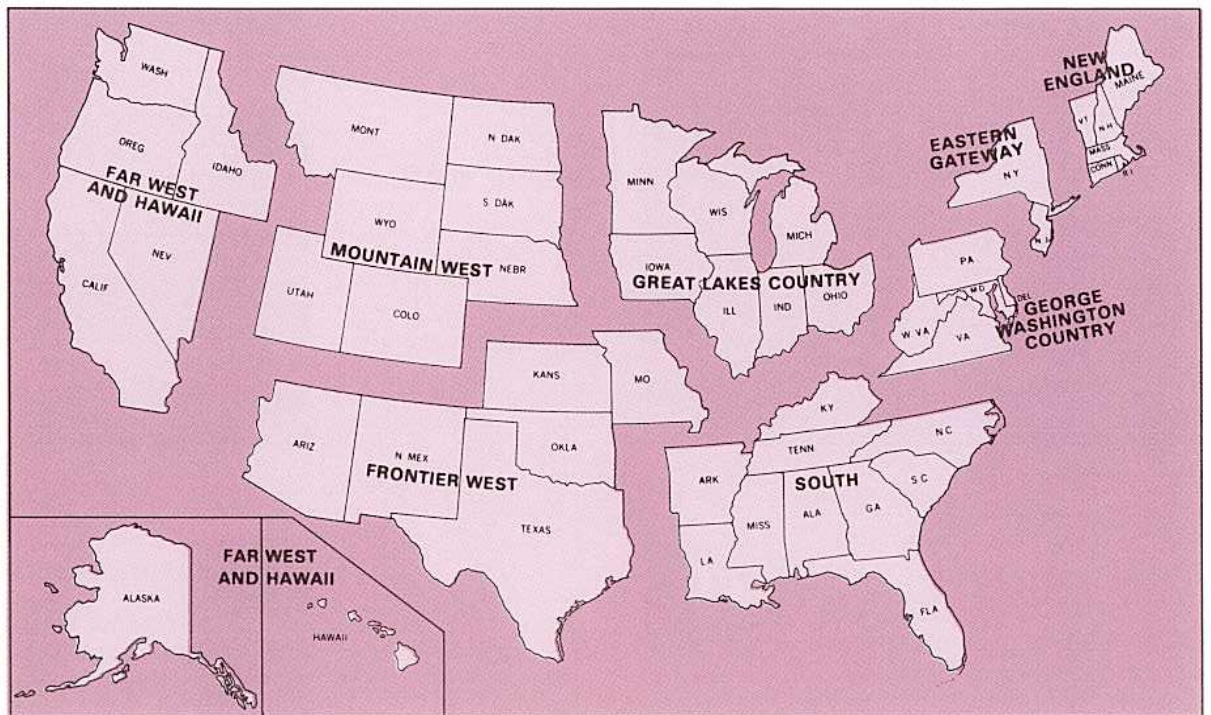 WASH
OREG
IDAHO
FAR WEST
AND HAWAII
NEV
CALIF
MONT
N DAK
S DAK
WYO
MOUNTAIN WEST
NEBR
UTAH
COLO
MINN
WIS
MICH
IOWA
GREAT LAKES COUNTRY
ILL
IND
OHIO
NEW
ENGLAND
MAINE
VT
N H
MASS
CONN
R I
EASTERN
GATEWAY
N Y
N J
PA
M D
DEL
GEORGE
WASHINGTON
COUNTRY
W VA
VA
KANS
MO
ARIZ
N MEX
OKLA
FRONTIER WEST
TEXAS
KY
TENN
N C
ARK
SOUTH
S C
MISS
ALA
GA
LA
FLA
FAR WEST
AND HAWAII
ALASKA
HAWAII